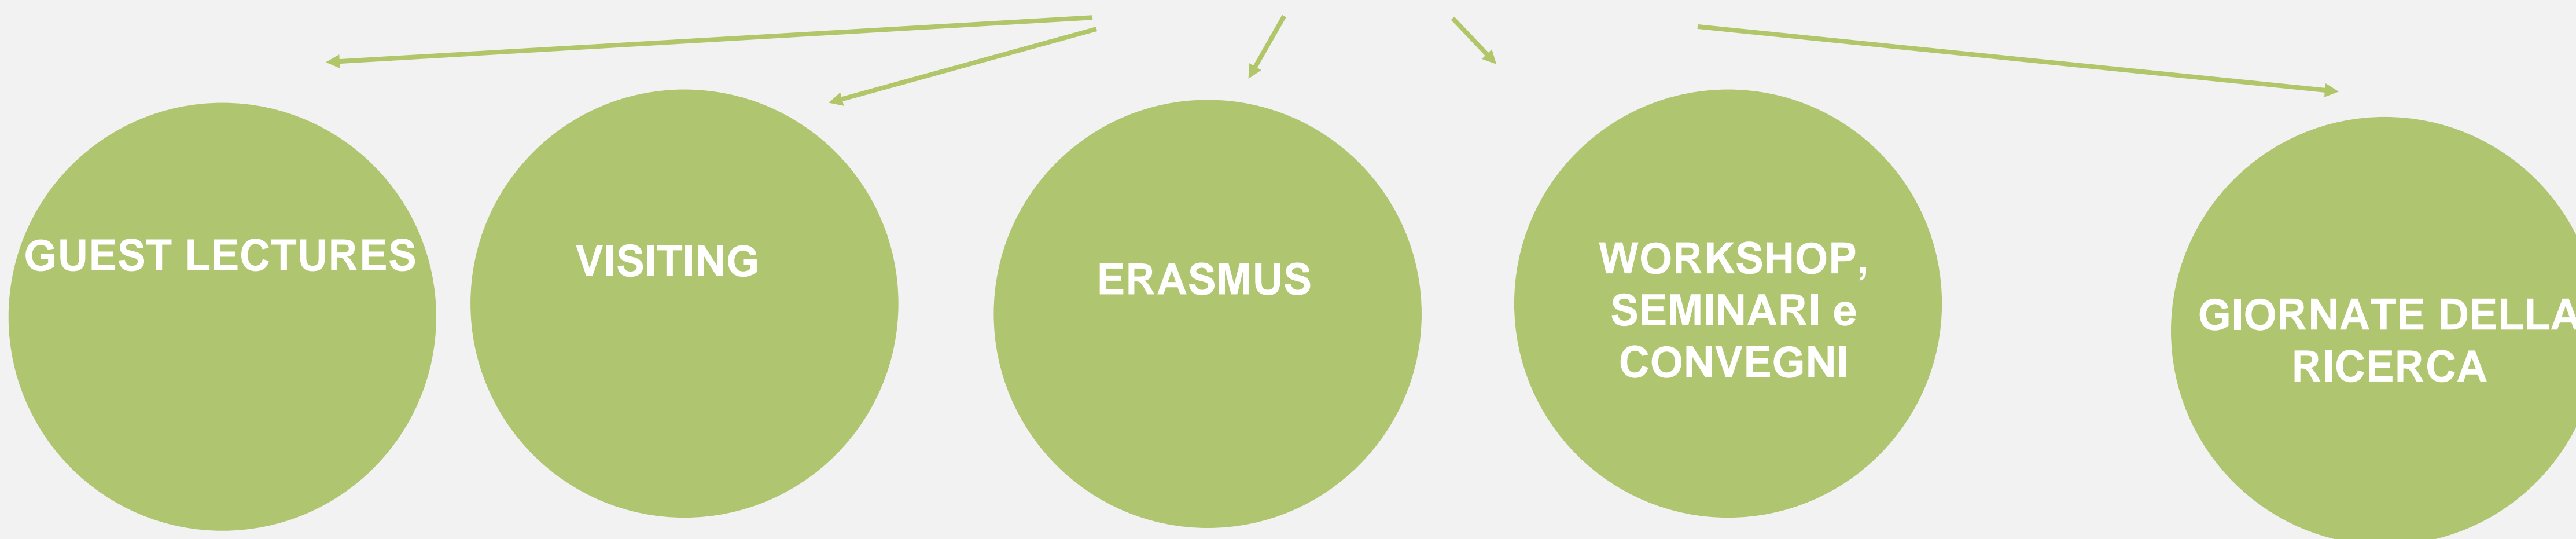 GUEST LECTURES
VISITING
ERASMUS
WORKSHOP,
SEMINARI e
CONVEGNI
GIORNATE DELLA
RICERCA